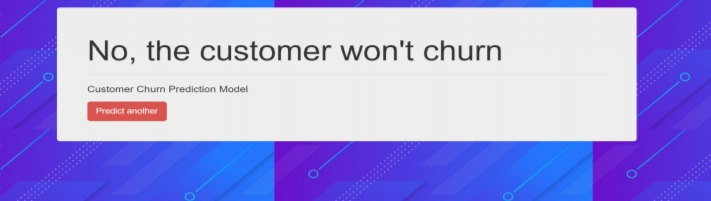 No, the customer won't churn
Customer Churn Prediction Model
Predict another